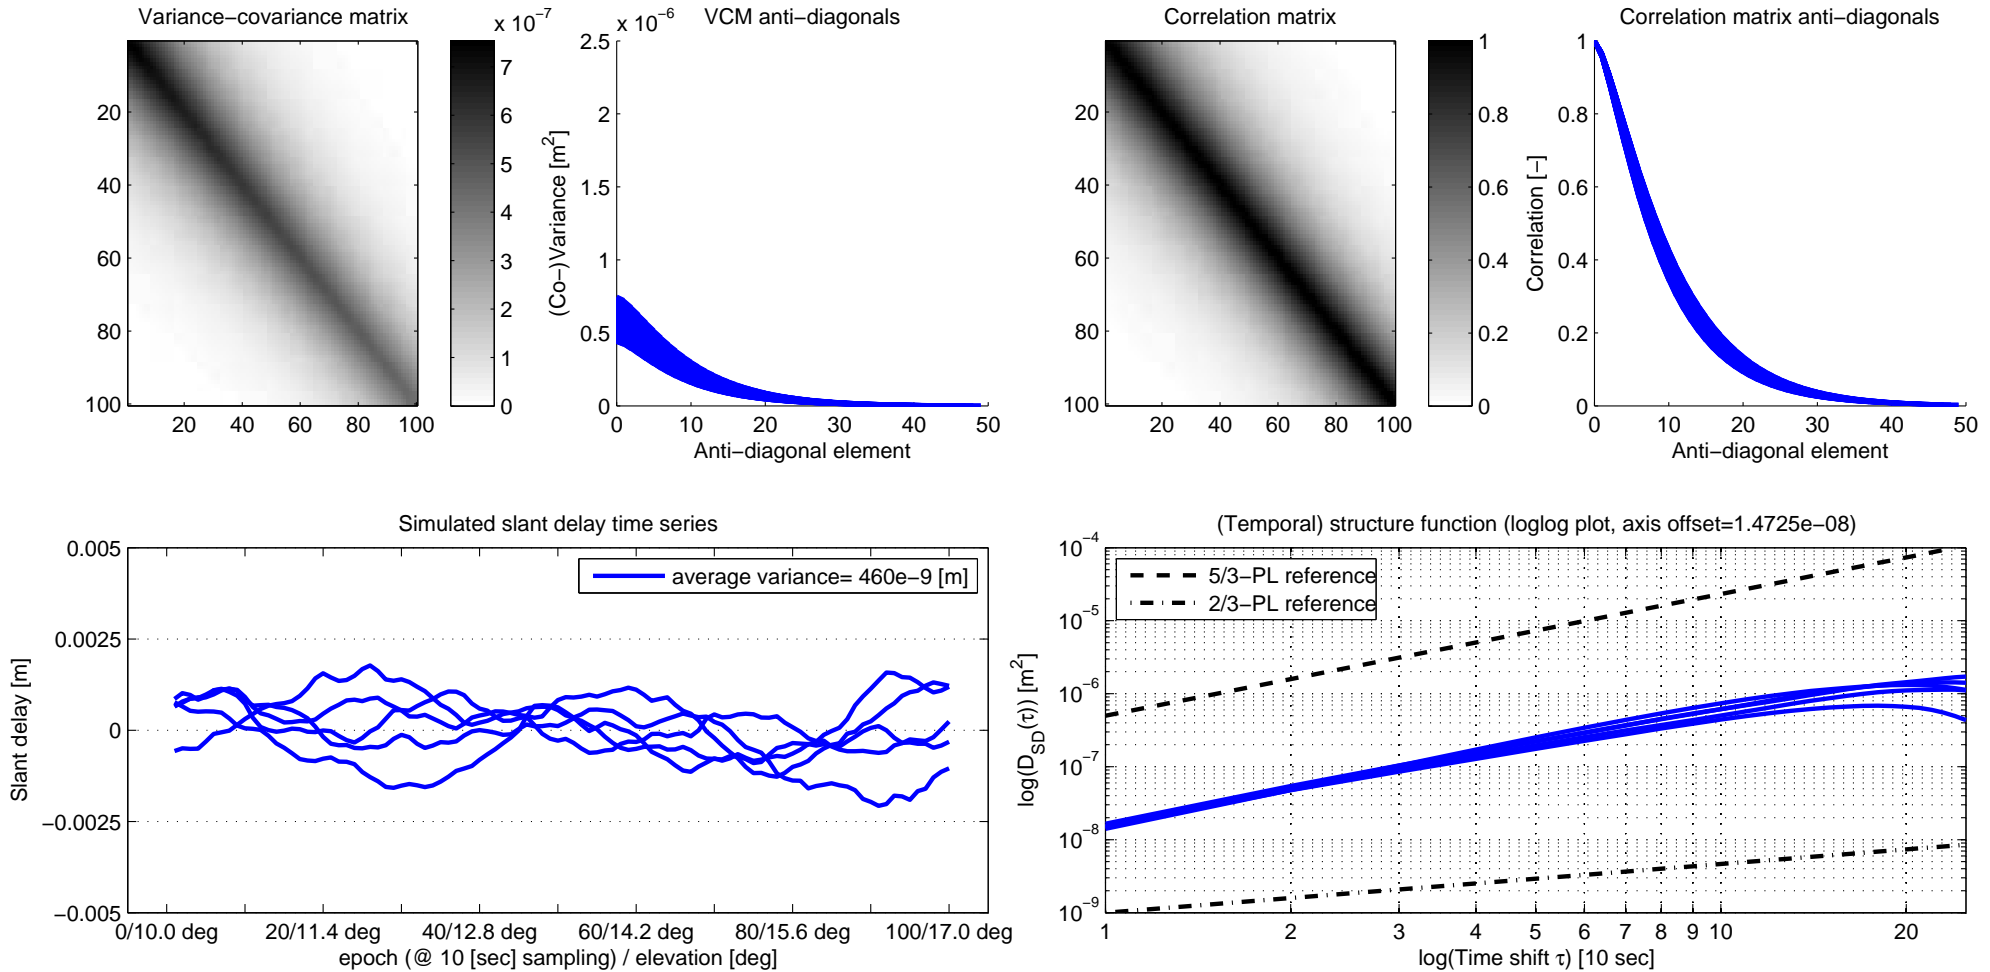 Variance−covariance matrix
x 10−7
20
40
60
80
100
20 40 60 80 100
7
6
5
4
3
2
1
0
x 10−6
VCM anti−diagonals
(Co−)Variance [m2]
2.5
2
1.5
1
0.5
0
0 10 20 30 40 50
Anti−diagonal element
Correlation matrix
20
40
60
80
100
20 40 60 80 100
1
0.8
0.6
0.4
0.2
0
Correlation matrix anti−diagonals
Correlation [−]
1
0.8
0.6
0.4
0.2
0
0 10 20 30 40 50
Anti−diagonal element
Simulated slant delay time series
average variance= 460e−9 [m]
Slant delay [m]
0.005
0.0025
0
−0.0025
−0.005
0/10.0 deg 20/11.4 deg 40/12.8 deg 60/14.2 deg 80/15.6 deg 100/17.0 deg
epoch (@ 10 [sec] sampling) / elevation [deg]
(Temporal) structure function (loglog plot, axis offset=1.4725e−08)
5/3−PL reference
2/3−PL reference
log(DSD(τ)) [m2]
10−4
10−5
10−6
10−7
10−8
10−9
1 2 3 4 5 6 7 8 9 10 20
log(Time shift τ) [10 sec]